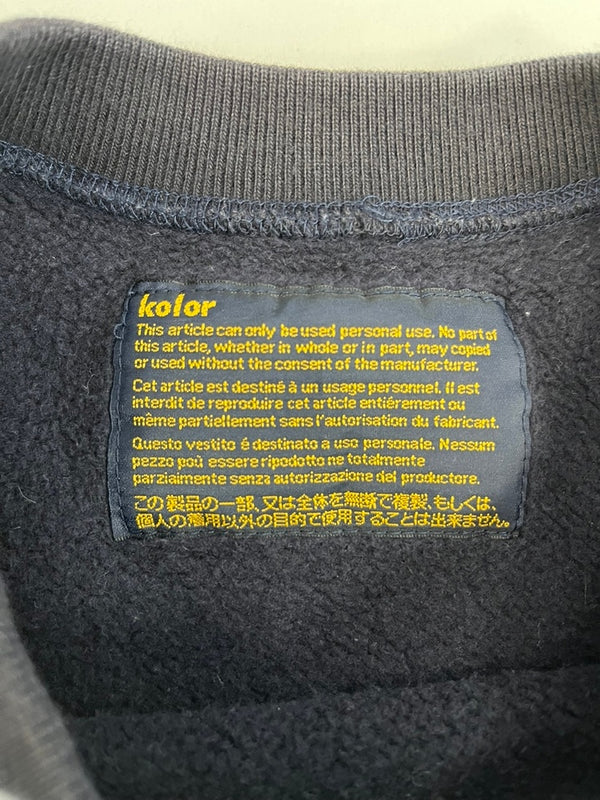 kolor
This article can only be used personal use. No part of
this article, whether in whole or in part, may copied
or used without the consent of the manufacturer.
Cet article est destiné à un usage personnel. Il est
interdit de reproduire cet article entiérement ou
même partiellement sans l'autorisation du fabricant.
Questo vestito é destinato a uso personale. Nessum
pezzo poù essere ripodotto ne totalmente
parziaimente senza autorizzazione del productore.
この製品の一部、又は全体を無断で複製、もしくは、
個人の着用以外の目的で使用することは出来ません。